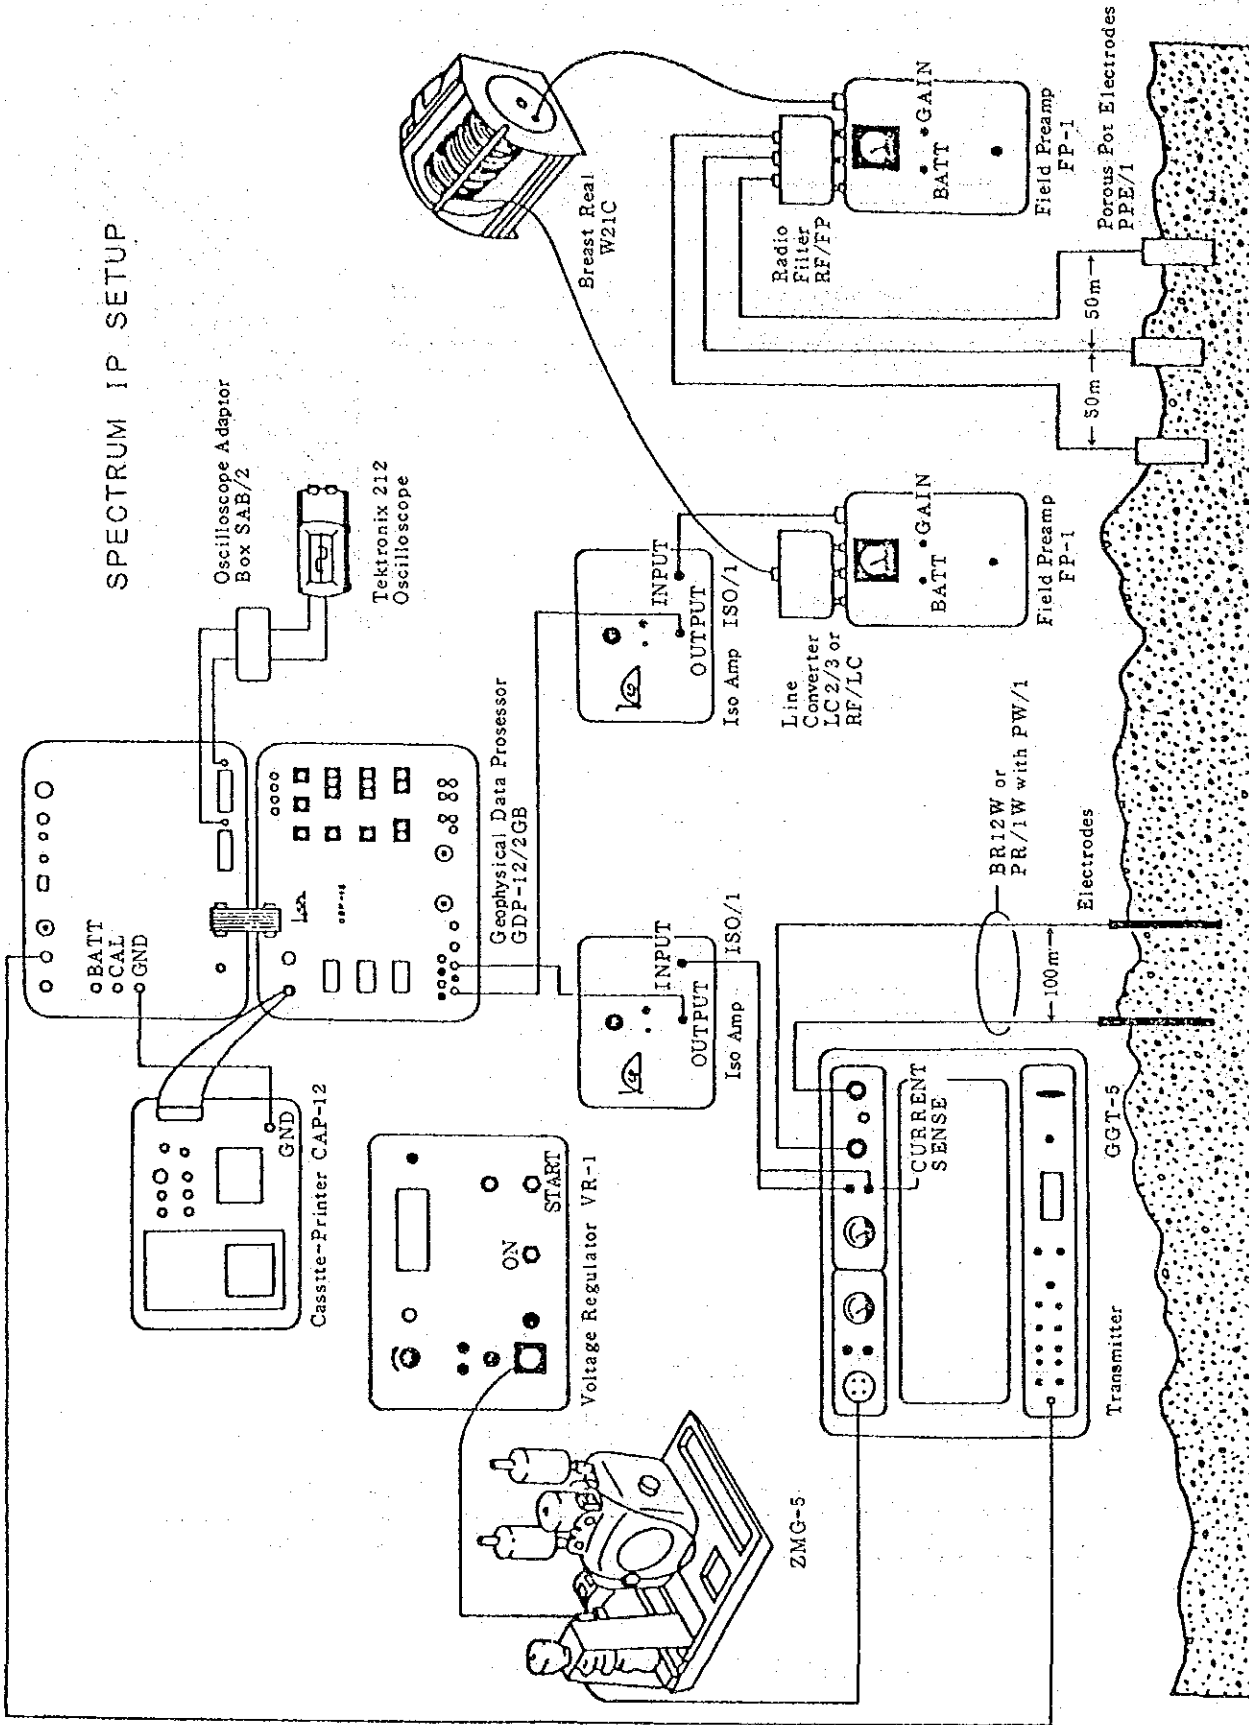 SPECTRUM IP SETUP
Oscilloscope Adaptor
Box SAB/2
Tektronix 212
Oscilloscope
BATT
CAL
GND
GND
Casstte-Printer CAP-12
Geophysical Data Prosessor
GDP-12/2GB
ON
START
Voltage Regulator VR-1
ZMG-5
INPUT
OUTPUT
Iso Amp ISO/1
INPUT
OUTPUT
Iso Amp ISO/1
Breast Real
W21C
Line
Converter
LC 2/3 or
RF/LC
BATT
GAIN
Field Preamp
FP-1
Radio
Filter
RF/FP
BATT
GAIN
Field Preamp
FP-1
Porous Por Electrodes
PPE/1
50m
50m
CURRENT
SENSE
Transmiter
GGT-5
BR12W or
PR/1W with PW/1
Electrodes
100m